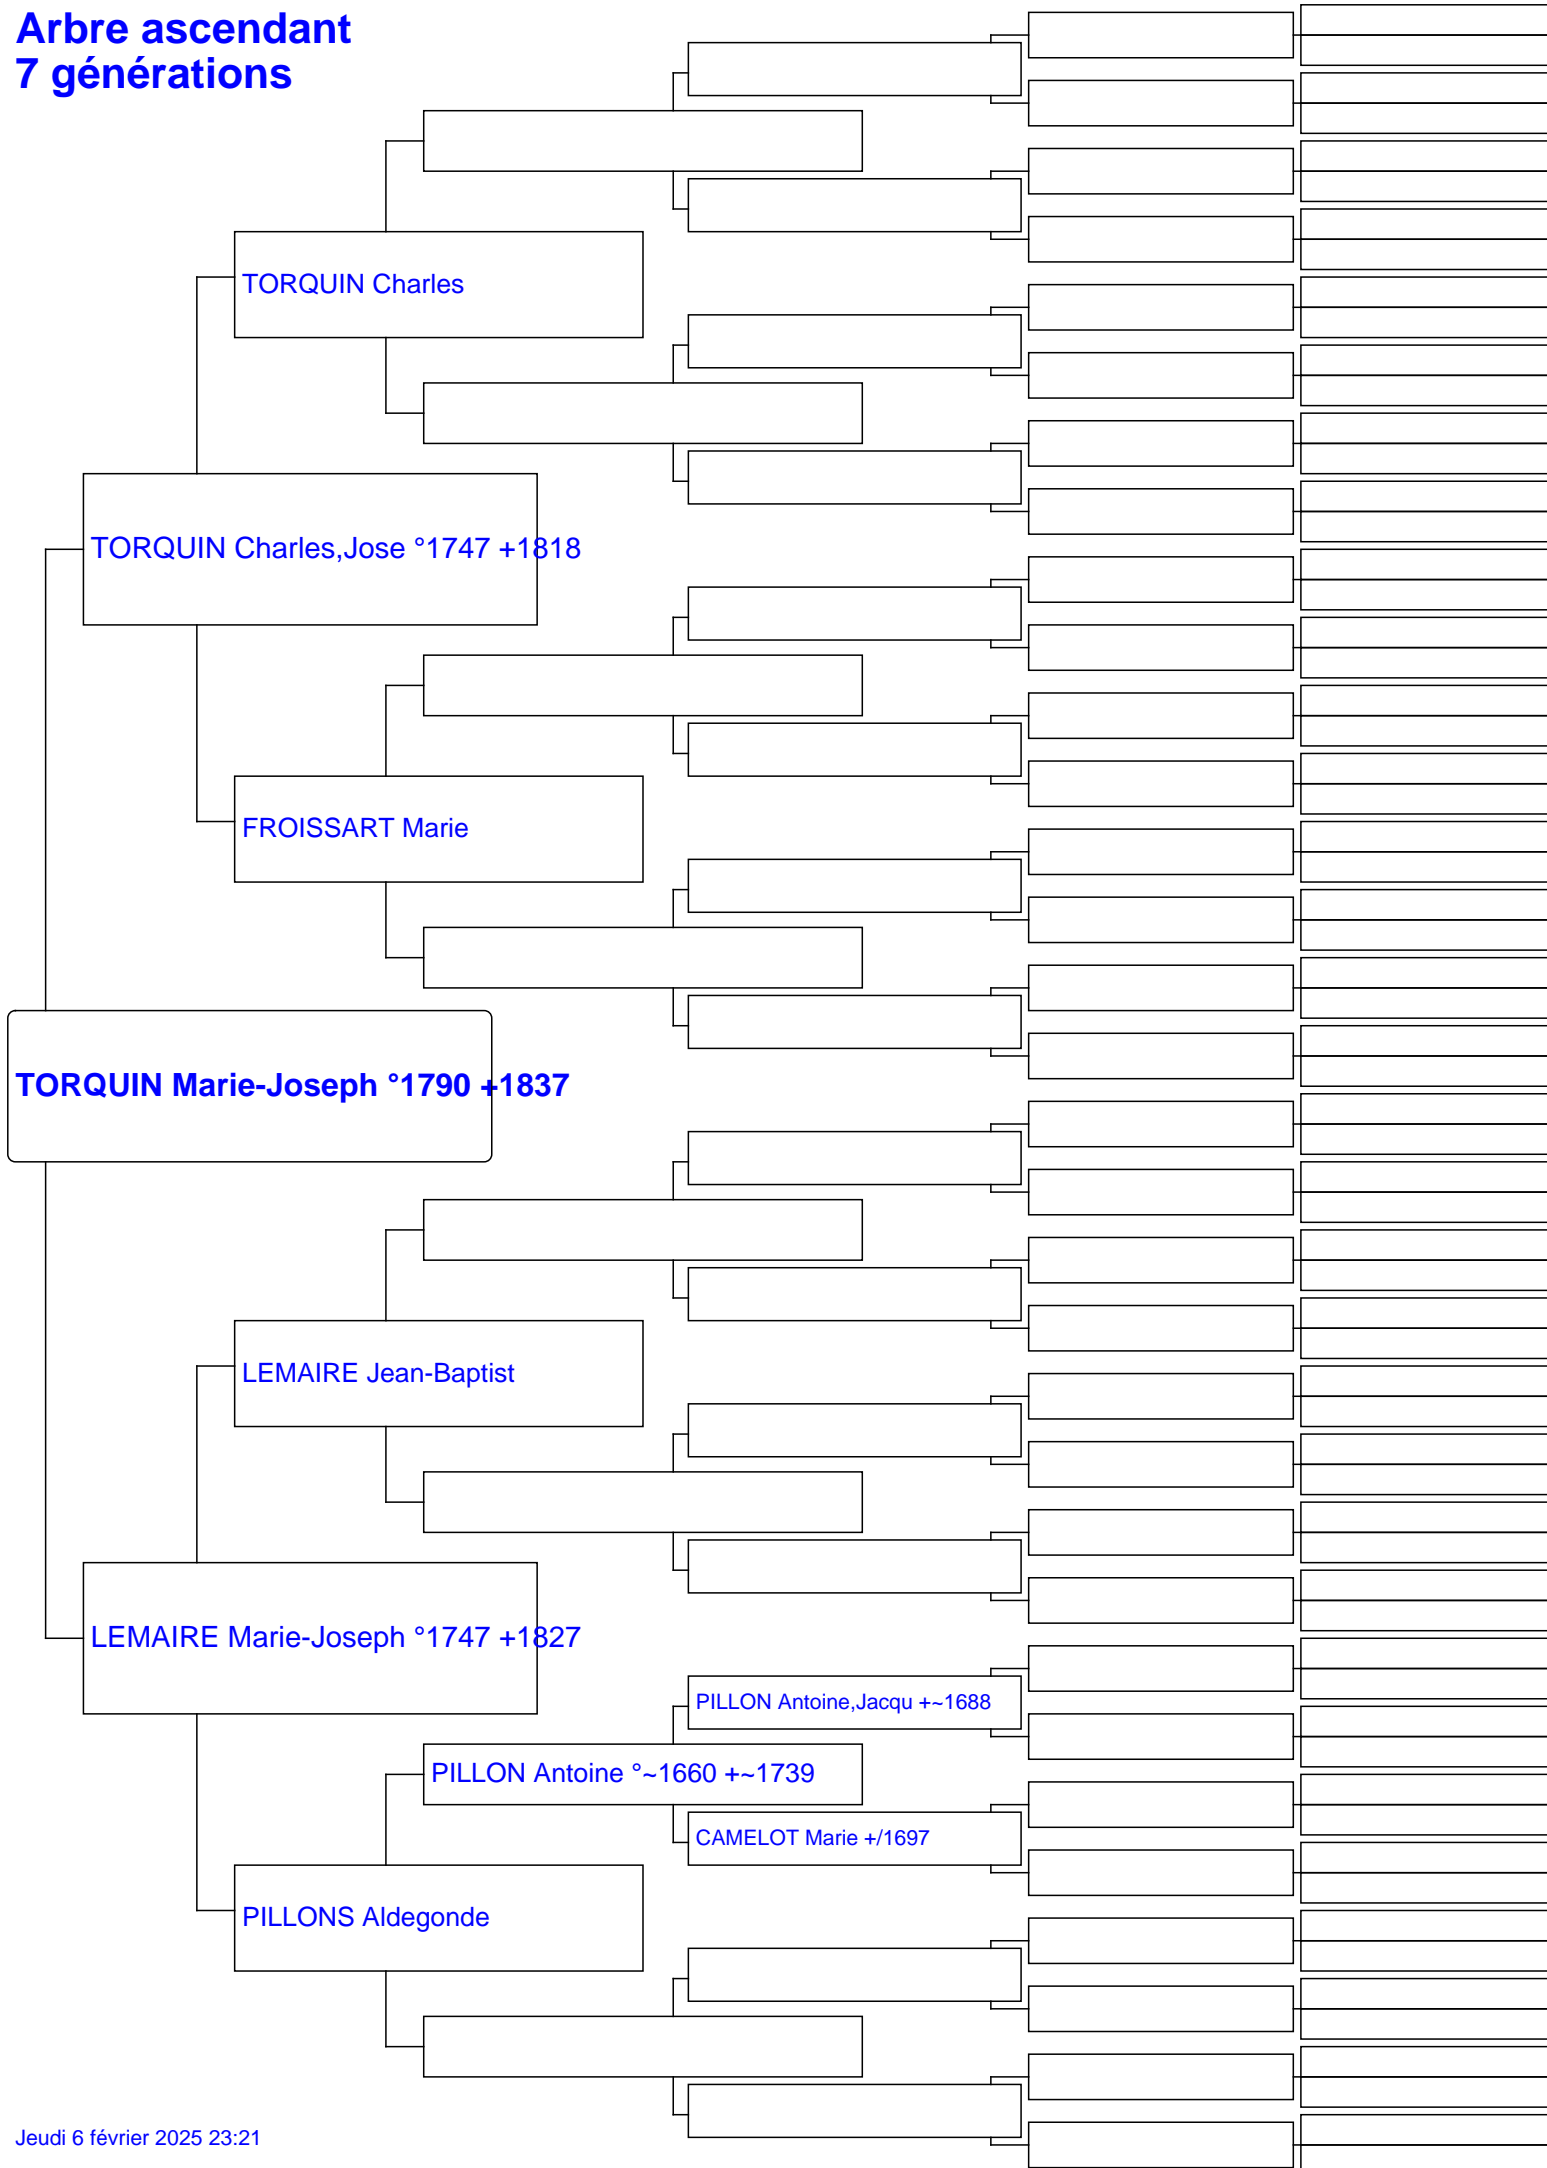 Arbre ascendant
7 générations
TORQUIN Charles
TORQUIN Charles,Jose °1747 +1818
FROISSART Marie
TORQUIN Marie-Joseph °1790 +1837
LEMAIRE Jean-Baptist
LEMAIRE Marie-Joseph °1747 +1827
PILLON Antoine,Jacqu +~1688
PILLON Antoine °~1660 +~1739
CAMELOT Marie +/1697
PILLONS Aldegonde
Jeudi 6 février 2025 23:21